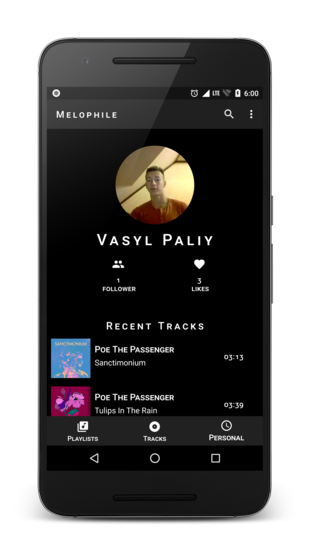 LTE 6:00
Melophile
Vasyl Paliy
1 3
Follower Likes
Recent Tracks
SANCTIMONIUM
Poe The Passenger
Sanctimonium
03:13
Poe The Passenger
Tulips In The Rain
03:39
Playlists Tracks Personal